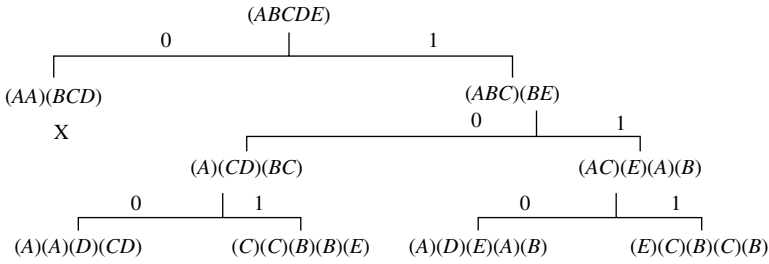 (ABCDE)
0 1
(AA)(BCD) (ABC)(BE)
X 0 1
(A)(CD)(BC) (AC)(E)(A)(B)
0 1 0 1
(A)(A)(D)(CD) (C)(C)(B)(B)(E) (A)(D)(E)(A)(B) (E)(C)(B)(C)(B)